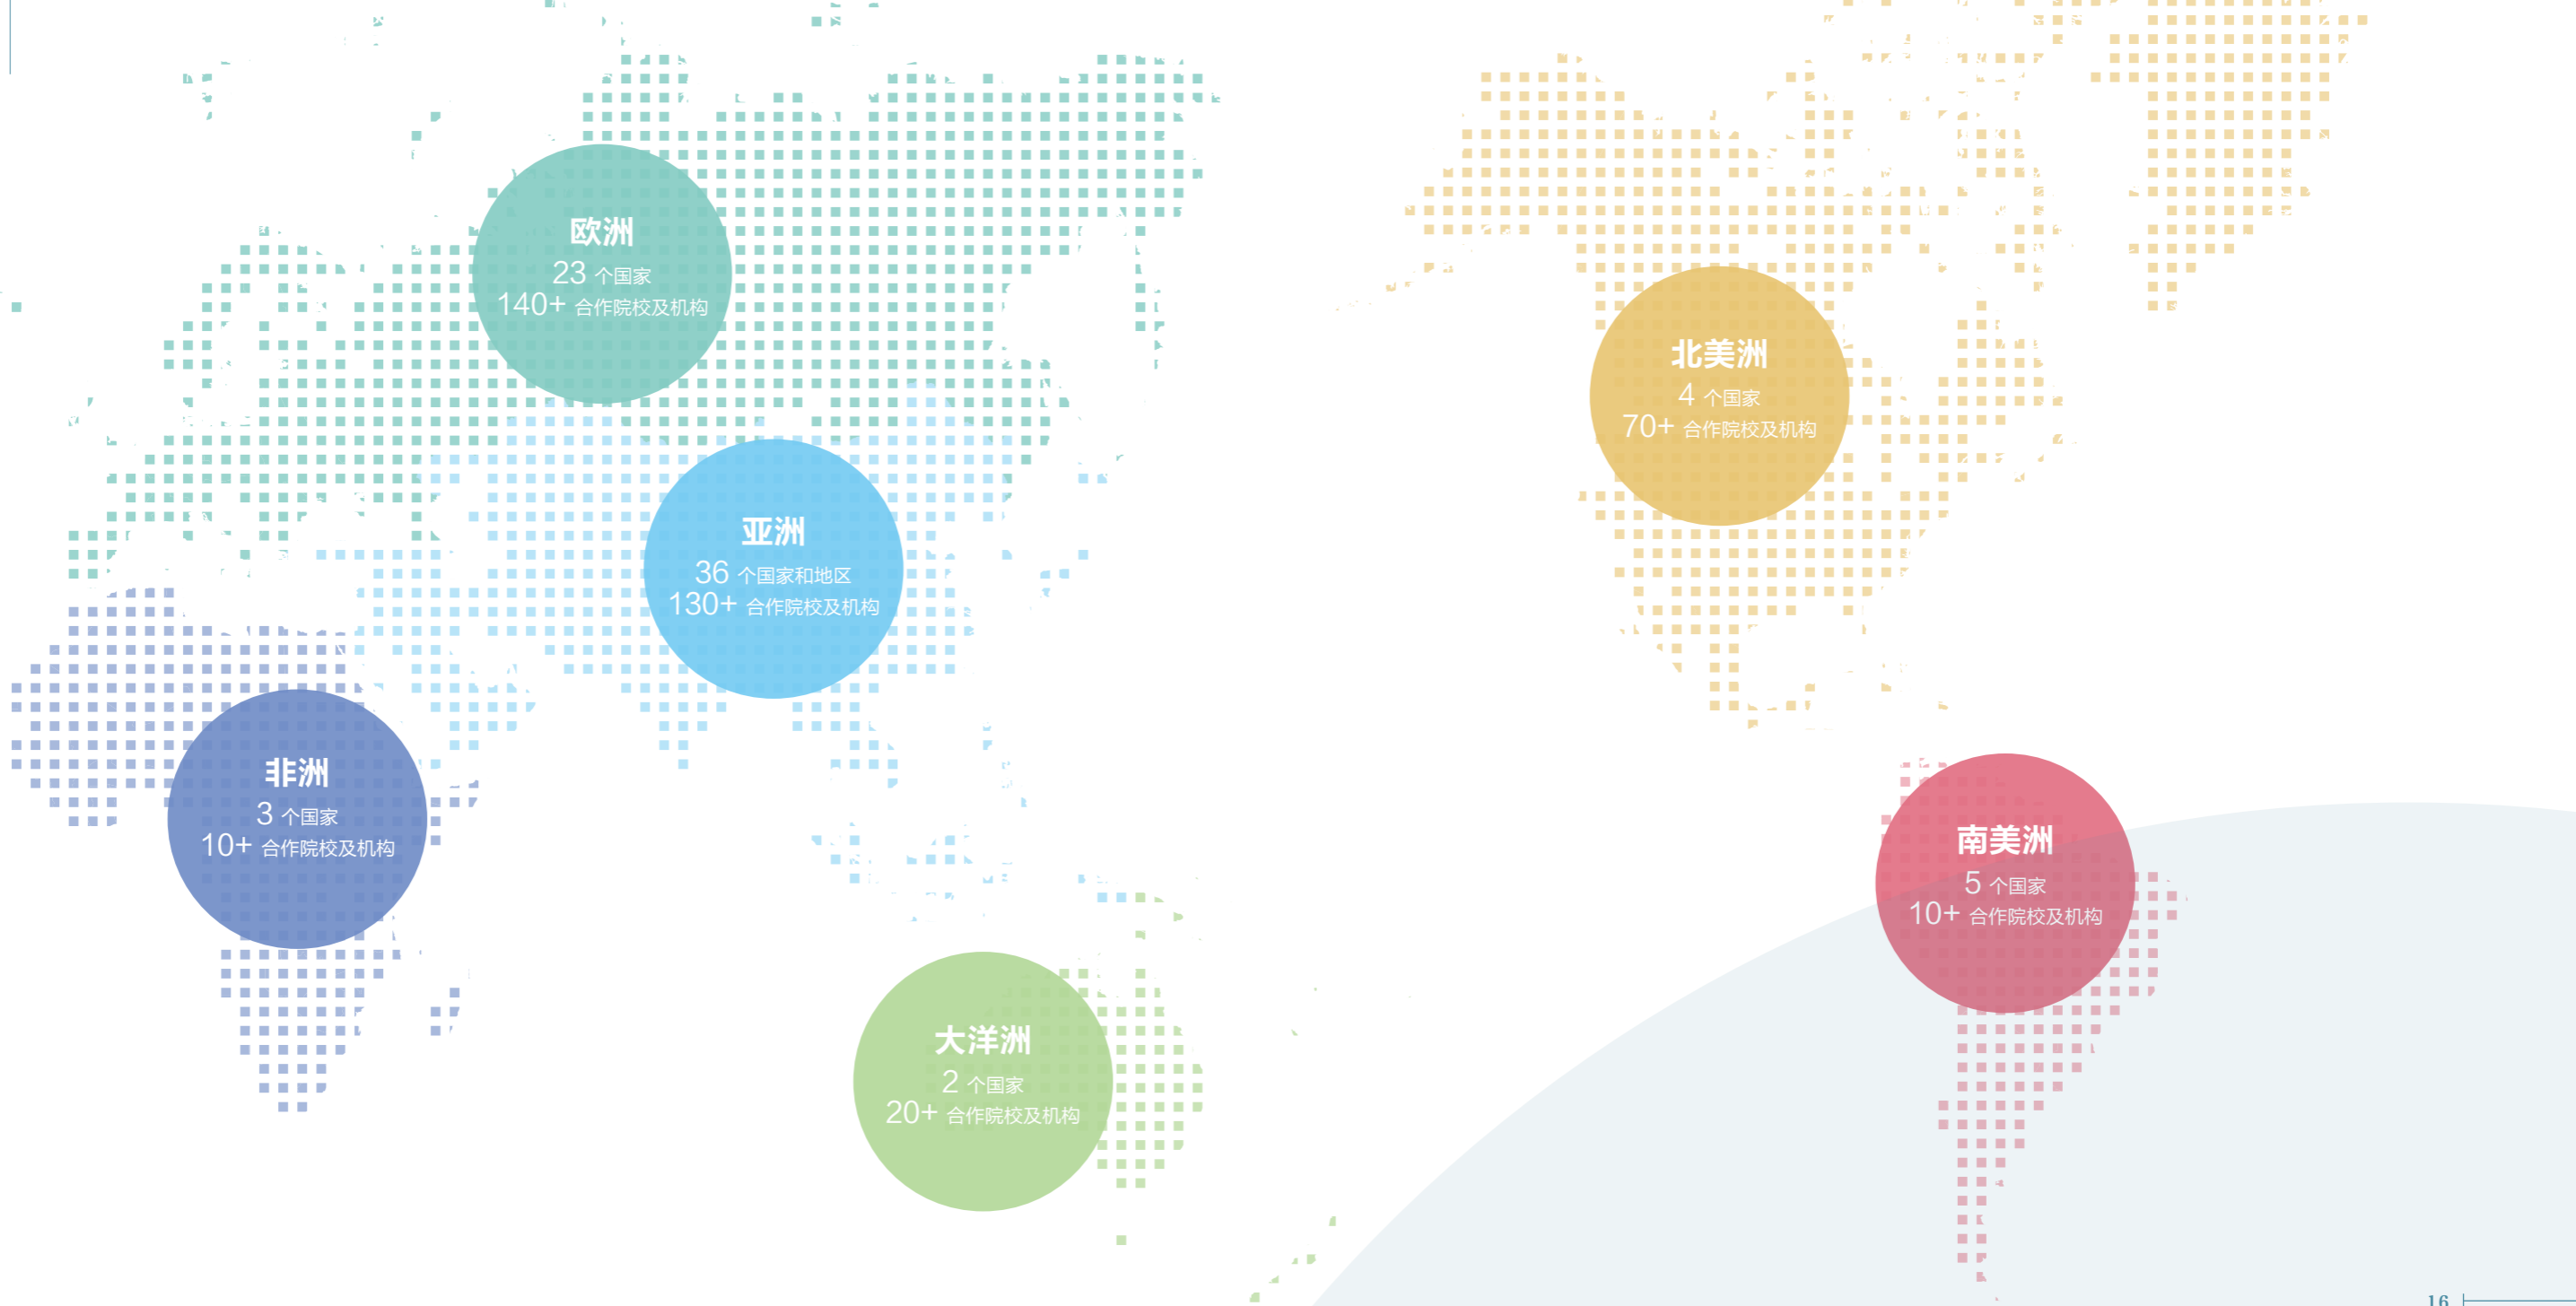 欧洲
23 个国家
140+ 合作院校及机构
北美洲
4 个国家
70+ 合作院校及机构
亚洲
36 个国家和地区
130+ 合作院校及机构
非洲
3 个国家
10+ 合作院校及机构
南美洲
5 个国家
10+ 合作院校及机构
大洋洲
2 个国家
20+ 合作院校及机构
16